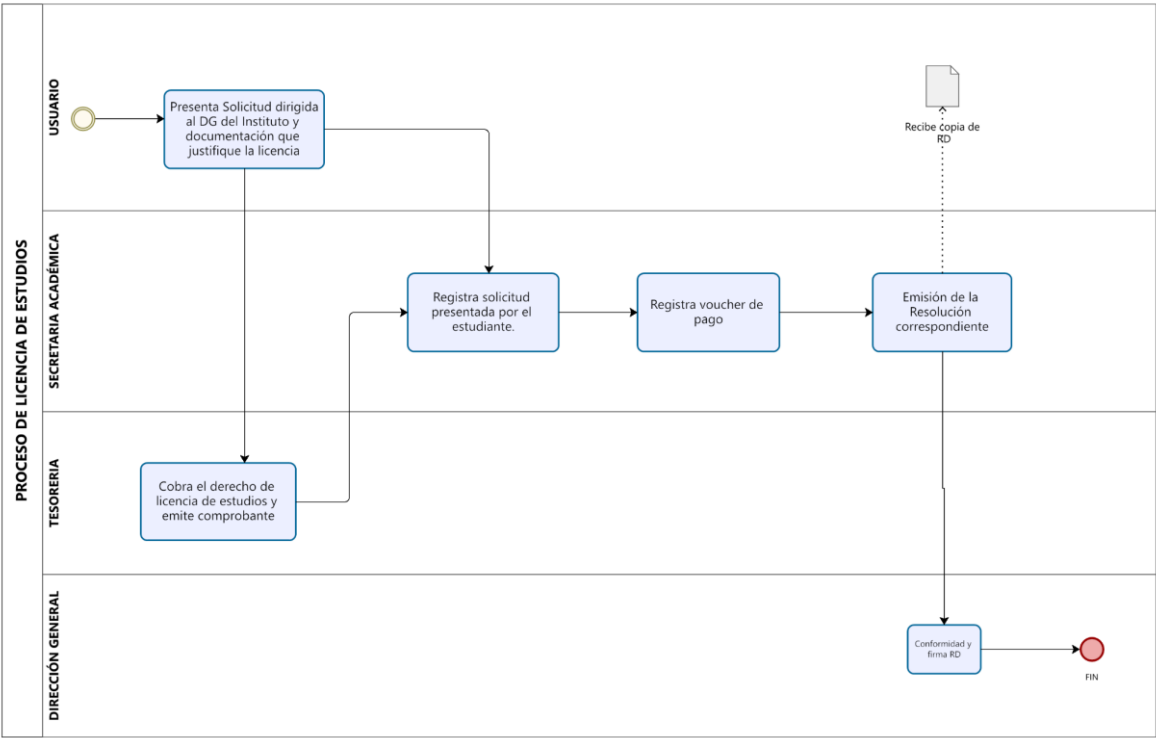 PROCESO DE LICENCIA DE ESTUDIOS
USUARIO
Presenta Solicitud dirigida
al DG del Instituto y
documentación que
justifique la licencia
Recibe copia de
RD
SECRETARIA ACADÉMICA
Registra solicitud
presentada por el
estudiante.
Registra voucher de
pago
Emisión de la
Resolución
correspondiente
TESORERIA
Cobra el derecho de
licencia de estudios y
emite comprobante
DIRECCIÓN GENERAL
Conformidad y
firma RD
FIN